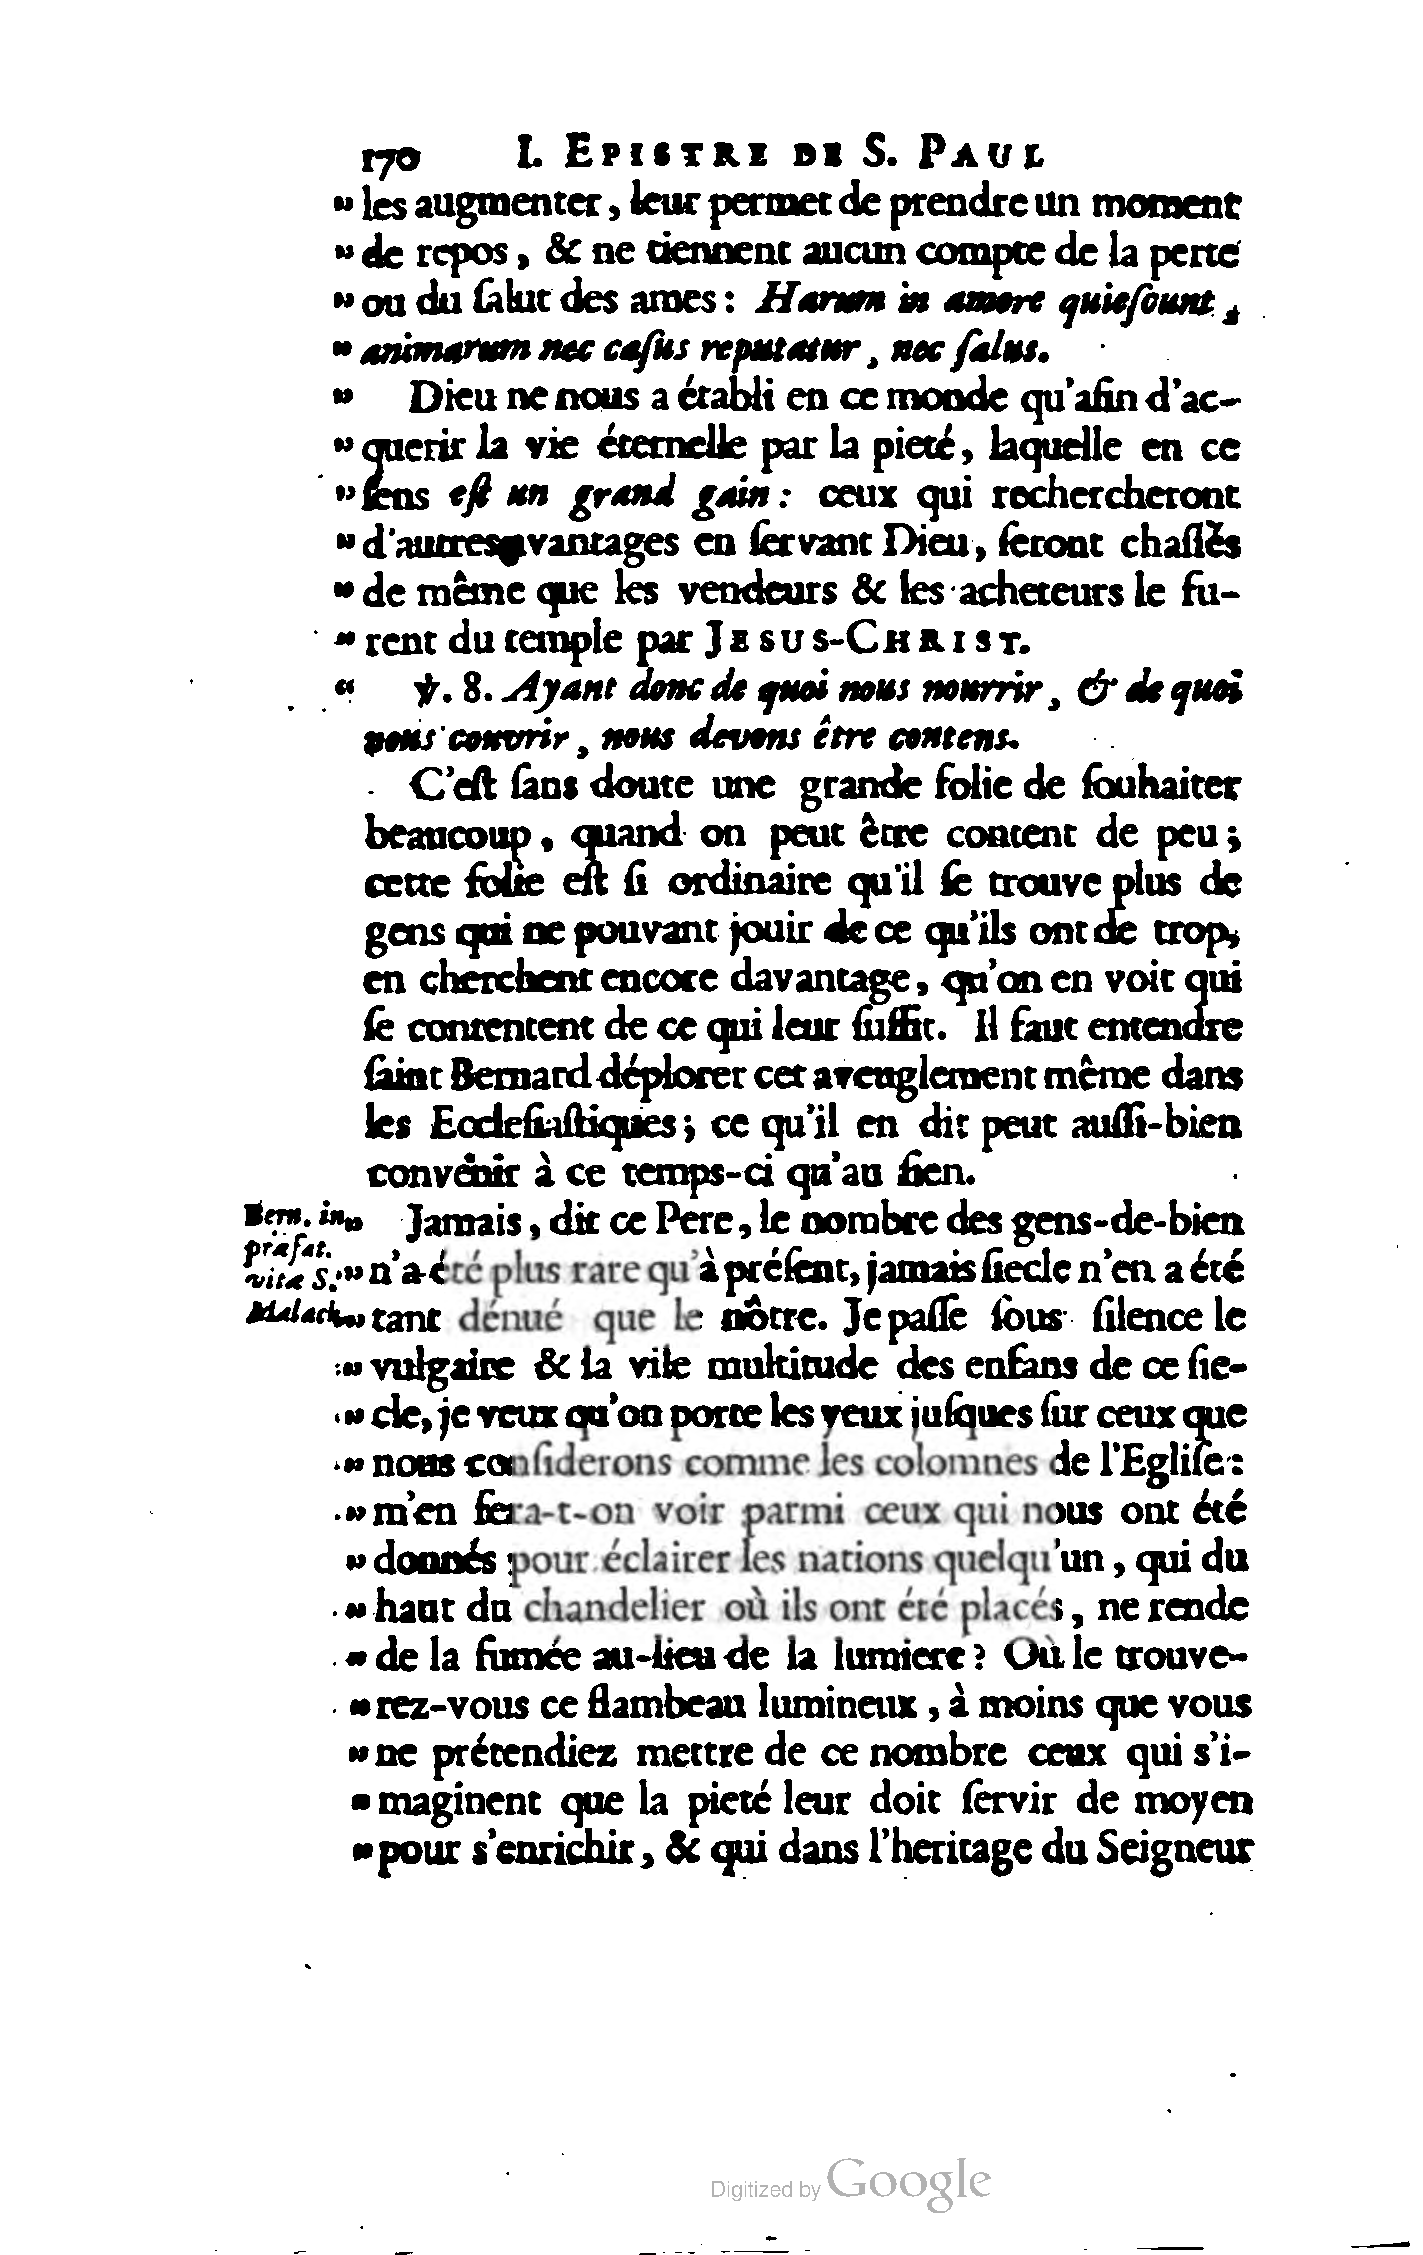 170 I. EPISTRE DE S. PAUL
„ les augmenter, leur permet de prendre un moment
„ de repos, & ne tiennent aucun compte de la perte
„ ou du ſalut des ames : Harum in amore quieſcunt,
„ animarum nec caſus reputatur, nec ſalus.
„ Dieu ne nous a établi en ce monde qu'afin d'ac-
„ querir la vie éternelle par la pieté, laquelle en ce
„ ſens eſt un grand gain : ceux qui rechercheront
„ d'autres avantages en ſervant Dieu, ſeront chaſſés
„ de même que les vendeurs & les acheteurs le fu-
„ rent du temple par JESUS-CHRIST.
“ ℣. 8. Ayant donc de quoi nous nourrir, & de quoi
nous couvrir, nous devons être contens.
C'eſt ſans doute une grande folie de ſouhaiter
beaucoup, quand on peut être content de peu ;
cette folie eſt ſi ordinaire qu'il ſe trouve plus de
gens qui ne pouvant jouir de ce qu'ils ont de trop,
en cherchent encore davantage, qu'on en voit qui
ſe contentent de ce qui leur ſuffit. Il faut entendre
ſaint Bernard déplorer cet aveuglement même dans
les Eccleſiaſtiques ; ce qu'il en dit peut auſſi-bien
convenir à ce temps-ci qu'au ſien.
Bern. in „ Jamais, dit ce Pere, le nombre des gens-de-bien
præfat.
vitæ S. „ n'a été plus rare qu'à préſent, jamais ſiecle n'en a été
Malach. „ tant dénué que le nôtre. Je paſſe ſous ſilence le
„ vulgaire & la vile multitude des enfans de ce ſie-
„ cle, je veux qu'on porte les yeux juſques ſur ceux que
„ nous conſiderons comme les colomnes de l'Egliſe :
„ m'en fera-t-on voir parmi ceux qui nous ont été
„ donnés pour éclairer les nations quelqu'un, qui du
„ haut du chandelier où ils ont été placés, ne rende
„ de la fumée au-lieu de la lumiere ? Où le trouve-
„ rez-vous ce flambeau lumineux, à moins que vous
„ ne prétendiez mettre de ce nombre ceux qui s'i-
„ maginent que la pieté leur doit ſervir de moyen
„ pour s'enrichir, & qui dans l'heritage du Seigneur
Digitized by Google